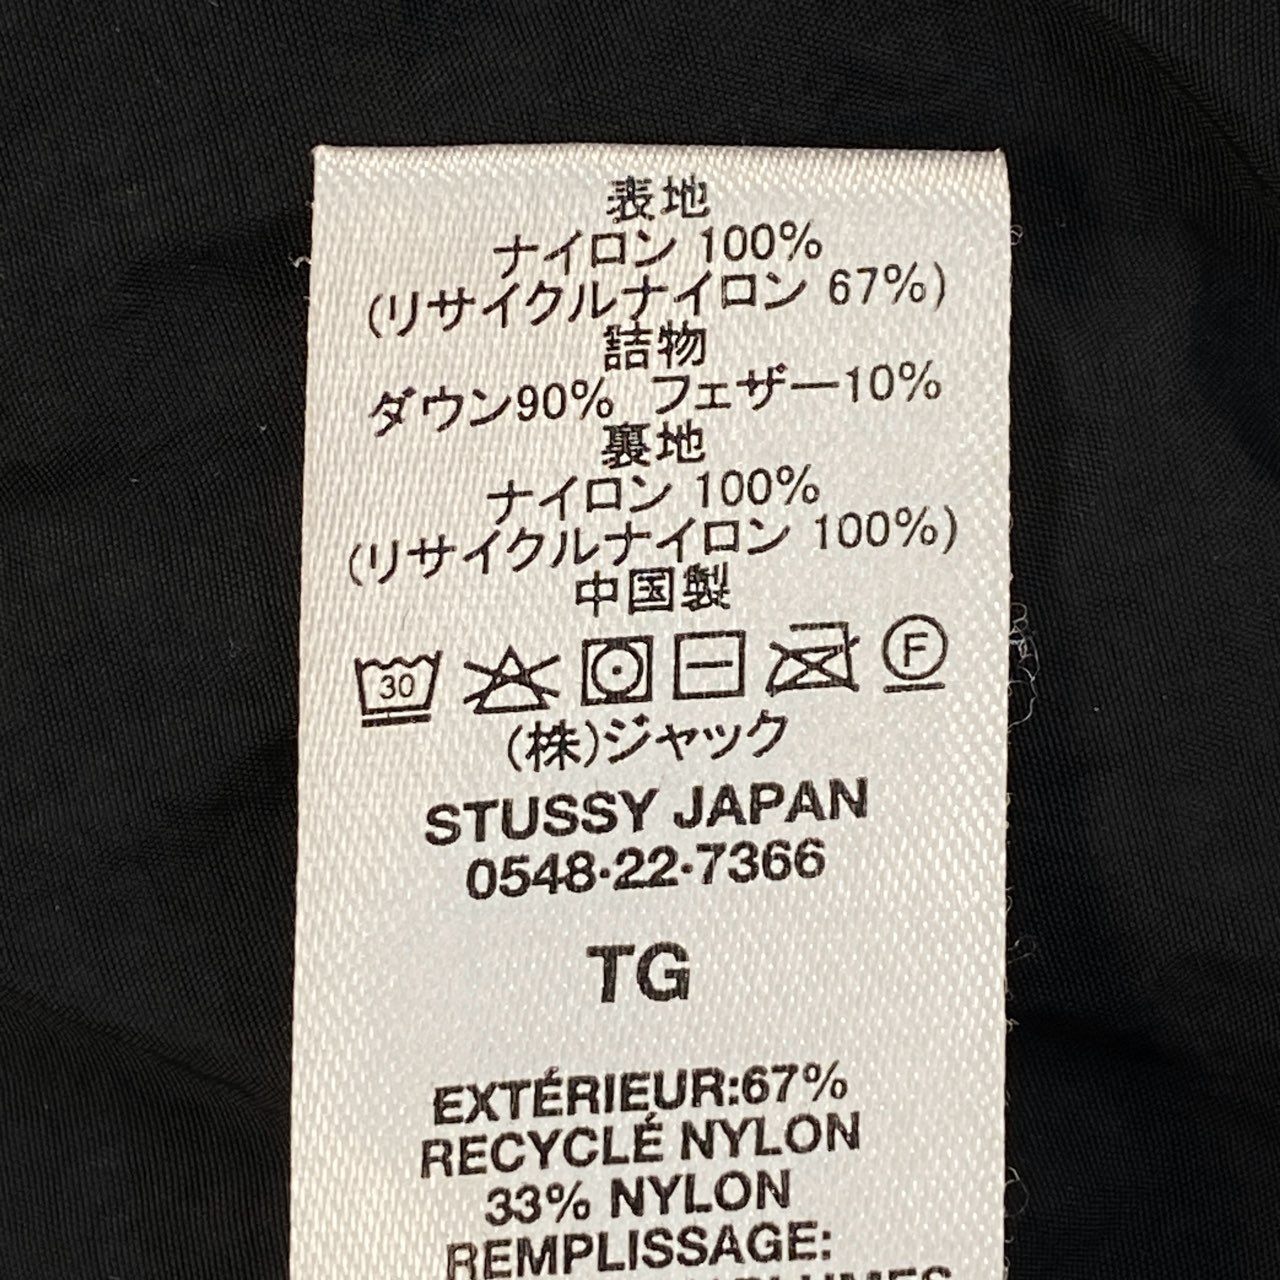 表地
ナイロン 100%
(リサイクルナイロン 67%)
詰物
ダウン90% フェザー10%
裏地
ナイロン 100%
(リサイクルナイロン 100%)
中国製
30 F
(株)ジャック
STUSSY JAPAN
0548·22·7366
TG
EXTÉRIEUR:67%
RECYCLÉ NYLON
33% NYLON
REMPLISSAGE: